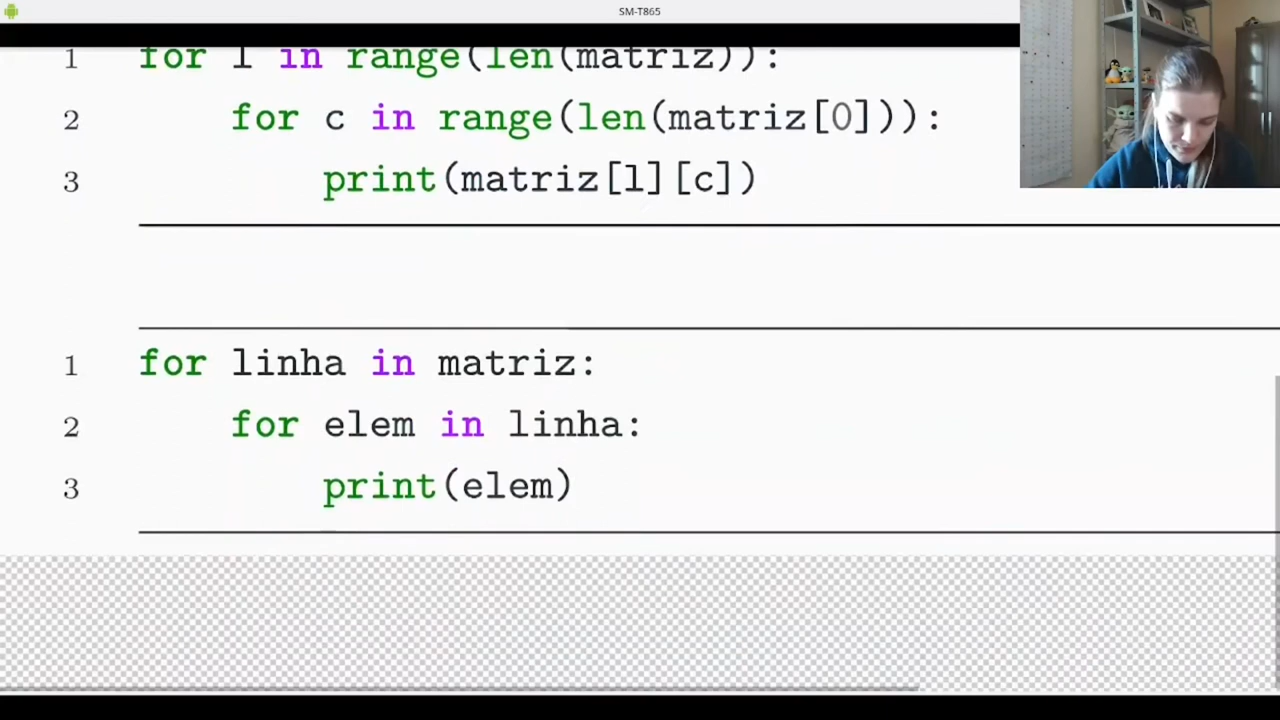 SM-T865
1 for l in range(len(matriz)):
2 for c in range(len(matriz[0])):
3 print(matriz[l][c])
1 for linha in matriz:
2 for elem in linha:
3 print(elem)